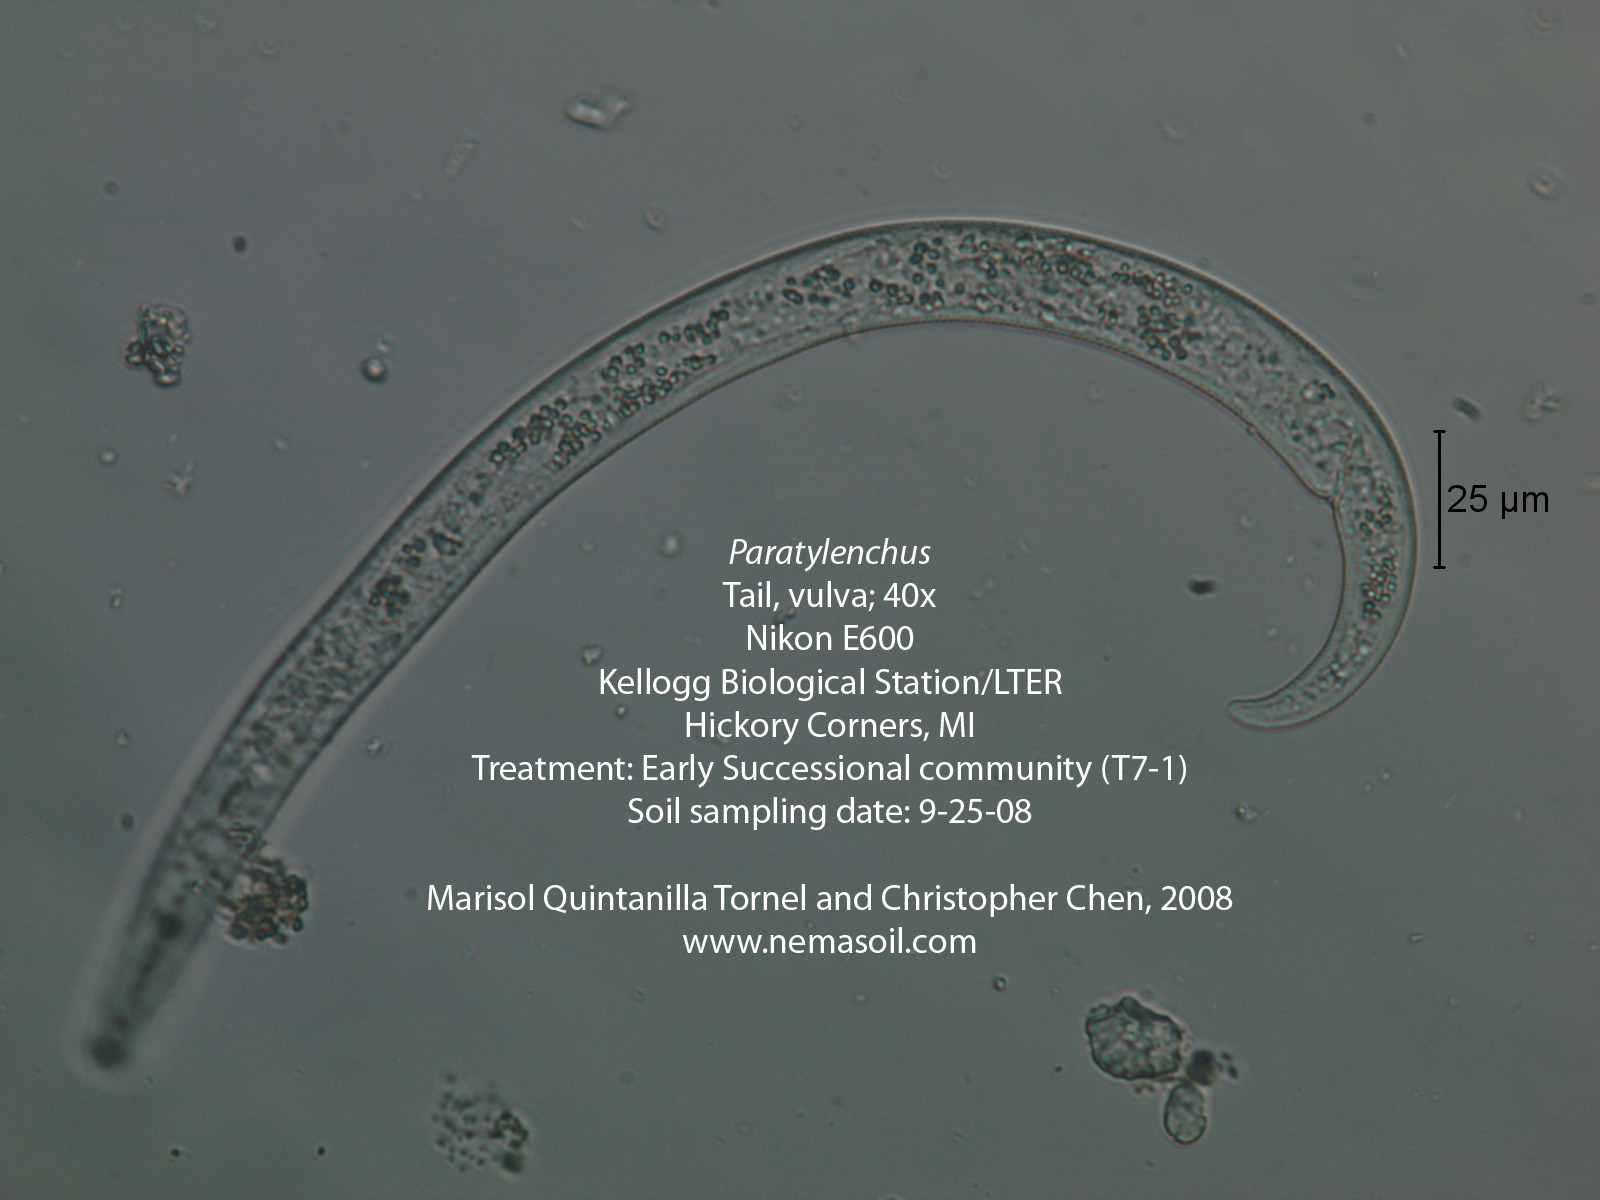 25 µm
Paratylenchus
Tail, vulva; 40x
Nikon E600
Kellogg Biological Station/LTER
Hickory Corners, MI
Treatment: Early Successional community (T7-1)
Soil sampling date: 9-25-08
Marisol Quintanilla Tornel and Christopher Chen, 2008
www.nemasoil.com